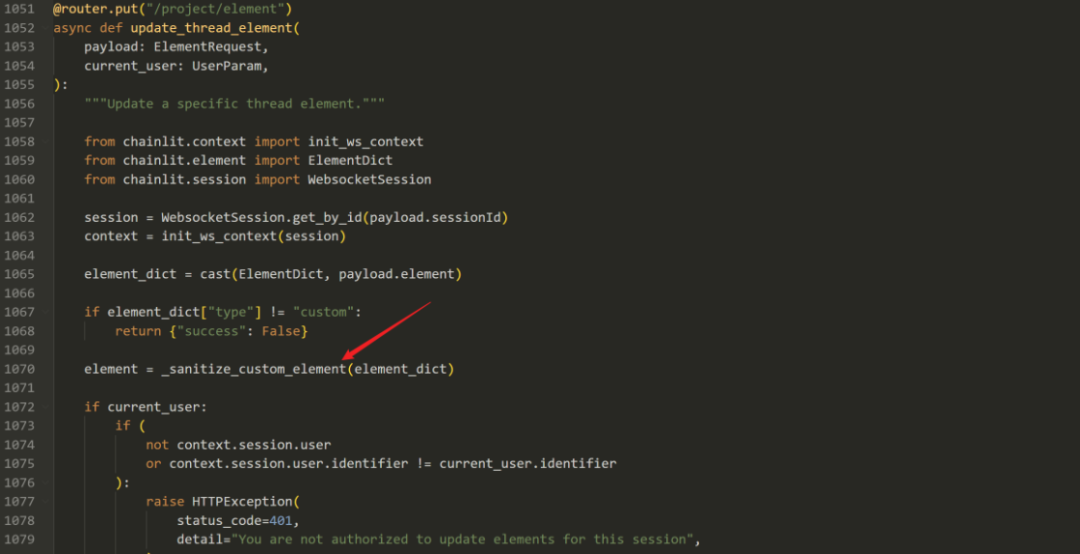 1051 @router.put("/project/element")
1052 async def update_thread_element(
1053     payload: ElementRequest,
1054     current_user: UserParam,
1055 ):
1056     """Update a specific thread element."""
1057
1058     from chainlit.context import init_ws_context
1059     from chainlit.element import ElementDict
1060     from chainlit.session import WebsocketSession
1061
1062     session = WebsocketSession.get_by_id(payload.sessionId)
1063     context = init_ws_context(session)
1064
1065     element_dict = cast(ElementDict, payload.element)
1066
1067     if element_dict["type"] != "custom":
1068         return {"success": False}
1069
1070     element = _sanitize_custom_element(element_dict)
1071
1072     if current_user:
1073         if (
1074             not context.session.user
1075             or context.session.user.identifier != current_user.identifier
1076         ):
1077             raise HTTPException(
1078                 status_code=401,
1079                 detail="You are not authorized to update elements for this session",